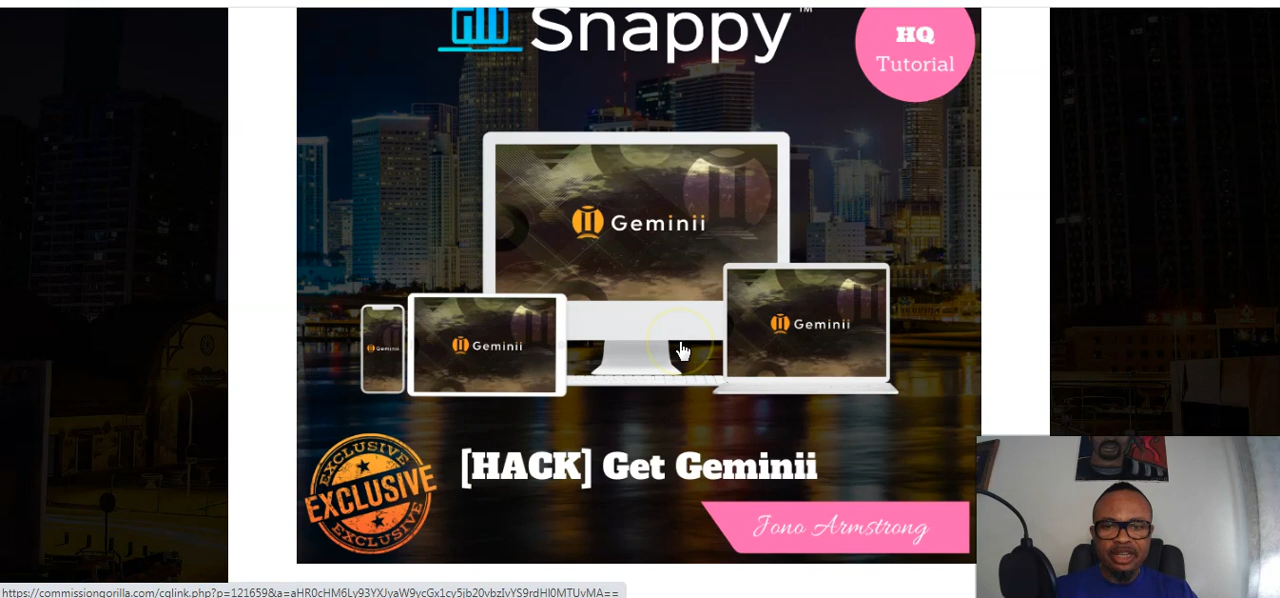 Snappy™
HQ
Tutorial
Geminii
Geminii
Geminii
Geminii
EXCLUSIVE
EXCLUSIVE
EXCLUSIVE
[HACK] Get Geminii
Jono Armstrong